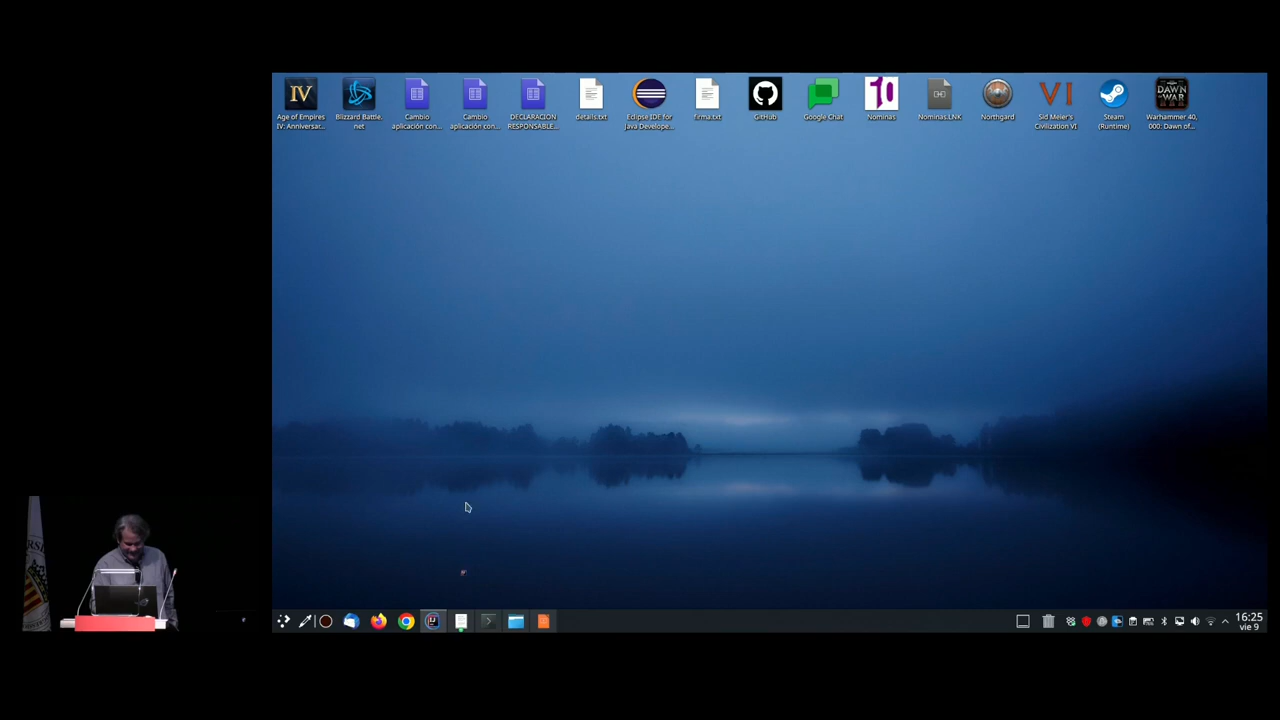 IV
DAWN
OF WAR
III
VI
Age of Empires
IV: Anniversar...
Blizzard Battle.
net
Cambio
aplicación con...
Cambio
aplicación con...
DECLARACION
RESPONSABLE...
details.txt
Eclipse IDE for
Java Develope...
firma.txt
GitHub
Google Chat
Nominas
Nominas.LNK
Northgard
Sid Meier's
Civilization VI
Steam
(Runtime)
Warhammer 40,
000: Dawn of...
16:25
vie 9